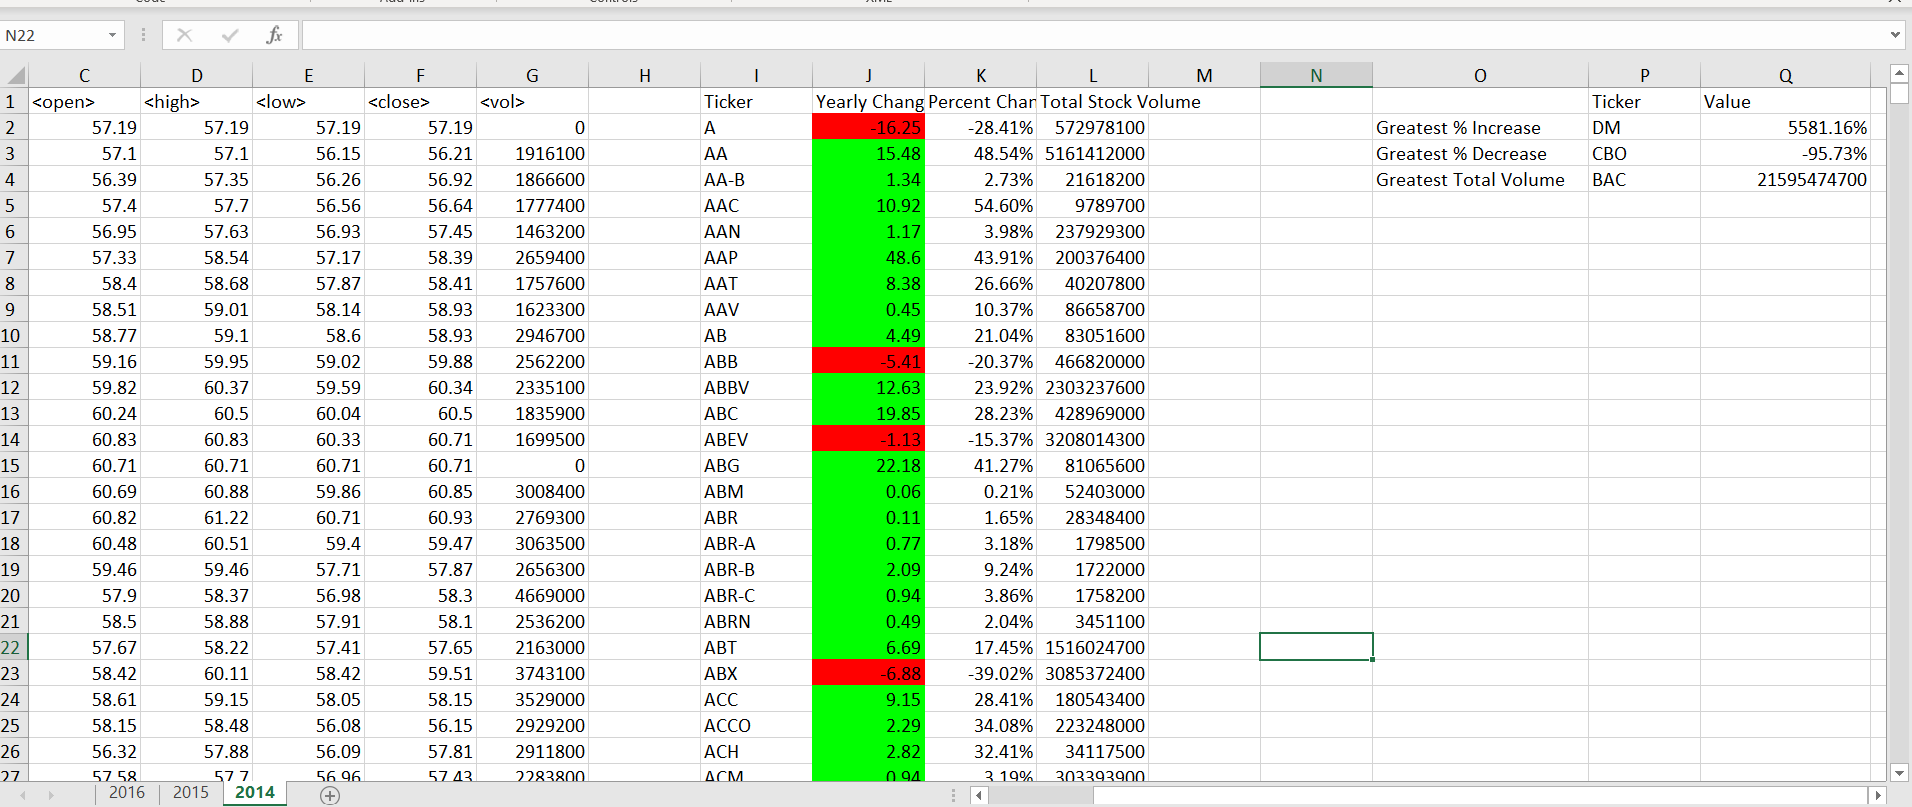 Code Add-ins Controls XML
N22 fx
C D E F G H I J K L M N O P Q
1 <open> <high> <low> <close> <vol> Ticker Yearly Chang Percent Char Total Stock Volume Ticker Value
2 57.19 57.19 57.19 57.19 0 A -16.25 -28.41% 572978100 Greatest % Increase DM 5581.16%
3 57.1 57.1 56.15 56.21 1916100 AA 15.48 48.54% 5161412000 Greatest % Decrease CBO -95.73%
4 56.39 57.35 56.26 56.92 1866600 AA-B 1.34 2.73% 21618200 Greatest Total Volume BAC 21595474700
5 57.4 57.7 56.56 56.64 1777400 AAC 10.92 54.60% 9789700
6 56.95 57.63 56.93 57.45 1463200 AAN 1.17 3.98% 237929300
7 57.33 58.54 57.17 58.39 2659400 AAP 48.6 43.91% 200376400
8 58.4 58.68 57.87 58.41 1757600 AAT 8.38 26.66% 40207800
9 58.51 59.01 58.14 58.93 1623300 AAV 0.45 10.37% 86658700
10 58.77 59.1 58.6 58.93 2946700 AB 4.49 21.04% 83051600
11 59.16 59.95 59.02 59.88 2562200 ABB -5.41 -20.37% 466820000
12 59.82 60.37 59.59 60.34 2335100 ABBV 12.63 23.92% 2303237600
13 60.24 60.5 60.04 60.5 1835900 ABC 19.85 28.23% 428969000
14 60.83 60.83 60.33 60.71 1699500 ABEV -1.13 -15.37% 3208014300
15 60.71 60.71 60.71 60.71 0 ABG 22.18 41.27% 81065600
16 60.69 60.88 59.86 60.85 3008400 ABM 0.06 0.21% 52403000
17 60.82 61.22 60.71 60.93 2769300 ABR 0.11 1.65% 28348400
18 60.48 60.51 59.4 59.47 3063500 ABR-A 0.77 3.18% 1798500
19 59.46 59.46 57.71 57.87 2656300 ABR-B 2.09 9.24% 1722000
20 57.9 58.37 56.98 58.3 4669000 ABR-C 0.94 3.86% 1758200
21 58.5 58.88 57.91 58.1 2536200 ABRN 0.49 2.04% 3451100
22 57.67 58.22 57.41 57.65 2163000 ABT 6.69 17.45% 1516024700
23 58.42 60.11 58.42 59.51 3743100 ABX -6.88 -39.02% 3085372400
24 58.61 59.15 58.05 58.15 3529000 ACC 9.15 28.41% 180543400
25 58.15 58.48 56.08 56.15 2929200 ACCO 2.29 34.08% 223248000
26 56.32 57.88 56.09 57.81 2911800 ACH 2.82 32.41% 34117500
27 57.58 57.7 56.96 57.43 2283800 ACM 0.94 3.19% 303393900
2016 2015 2014